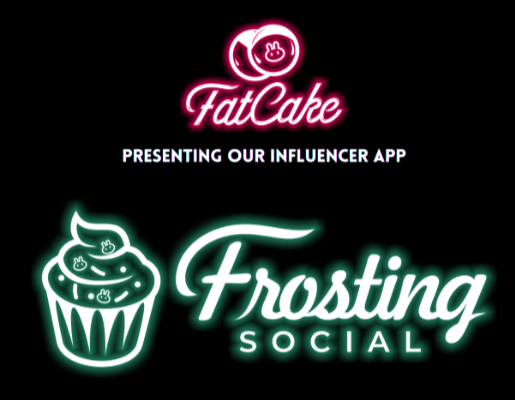 FatCake
PRESENTING OUR INFLUENCER APP
Frosting
SOCIAL